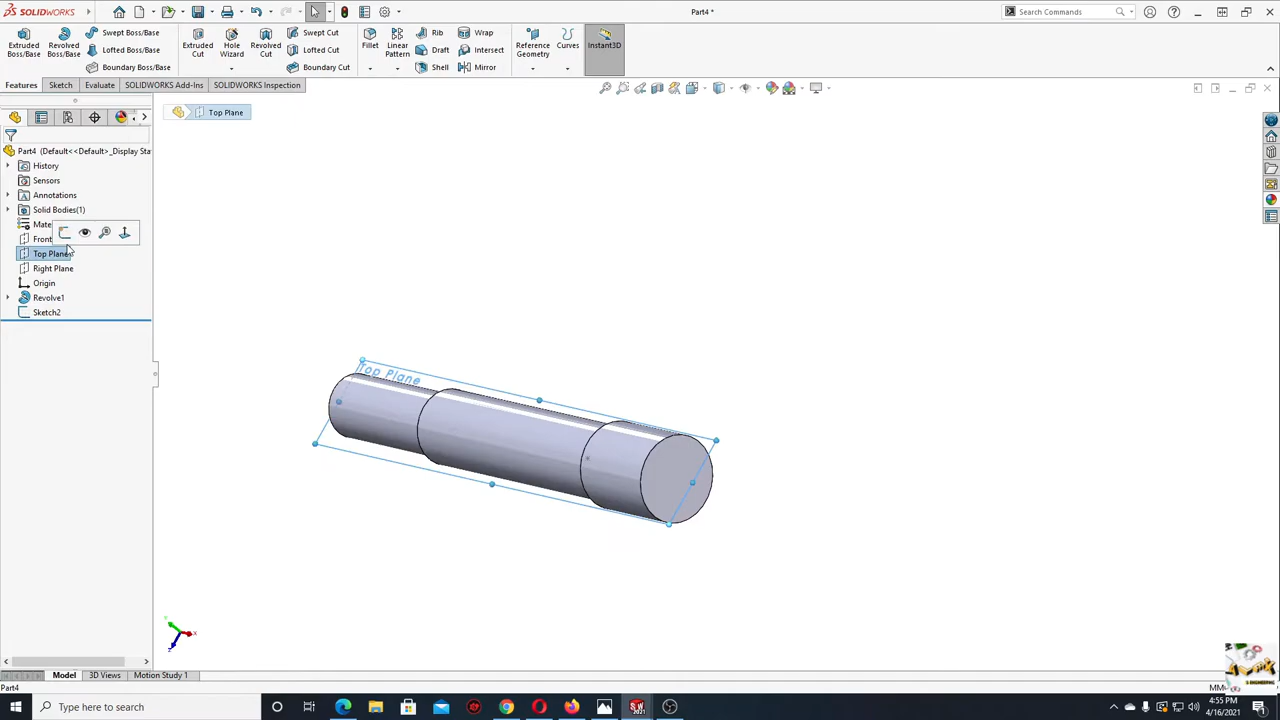 SOLIDWORKS
Part4 *
Search Commands
Extruded Boss/Base
Revolved Boss/Base
Swept Boss/Base
Lofted Boss/Base
Boundary Boss/Base
Extruded Cut
Hole Wizard
Revolved Cut
Swept Cut
Lofted Cut
Boundary Cut
Fillet
Linear Pattern
Rib
Draft
Shell
Wrap
Intersect
Mirror
Reference Geometry
Curves
Instant3D
Features
Sketch
Evaluate
SOLIDWORKS Add-Ins
SOLIDWORKS Inspection
Top Plane
Part4 (Default<<Default>_Display Sta
History
Sensors
Annotations
Solid Bodies(1)
Mate
Front
Top Plane
Right Plane
Origin
Revolve1
Sketch2
Top Plane
Model
3D Views
Motion Study 1
Part4
Type here to search
4:55 PM
4/16/2021